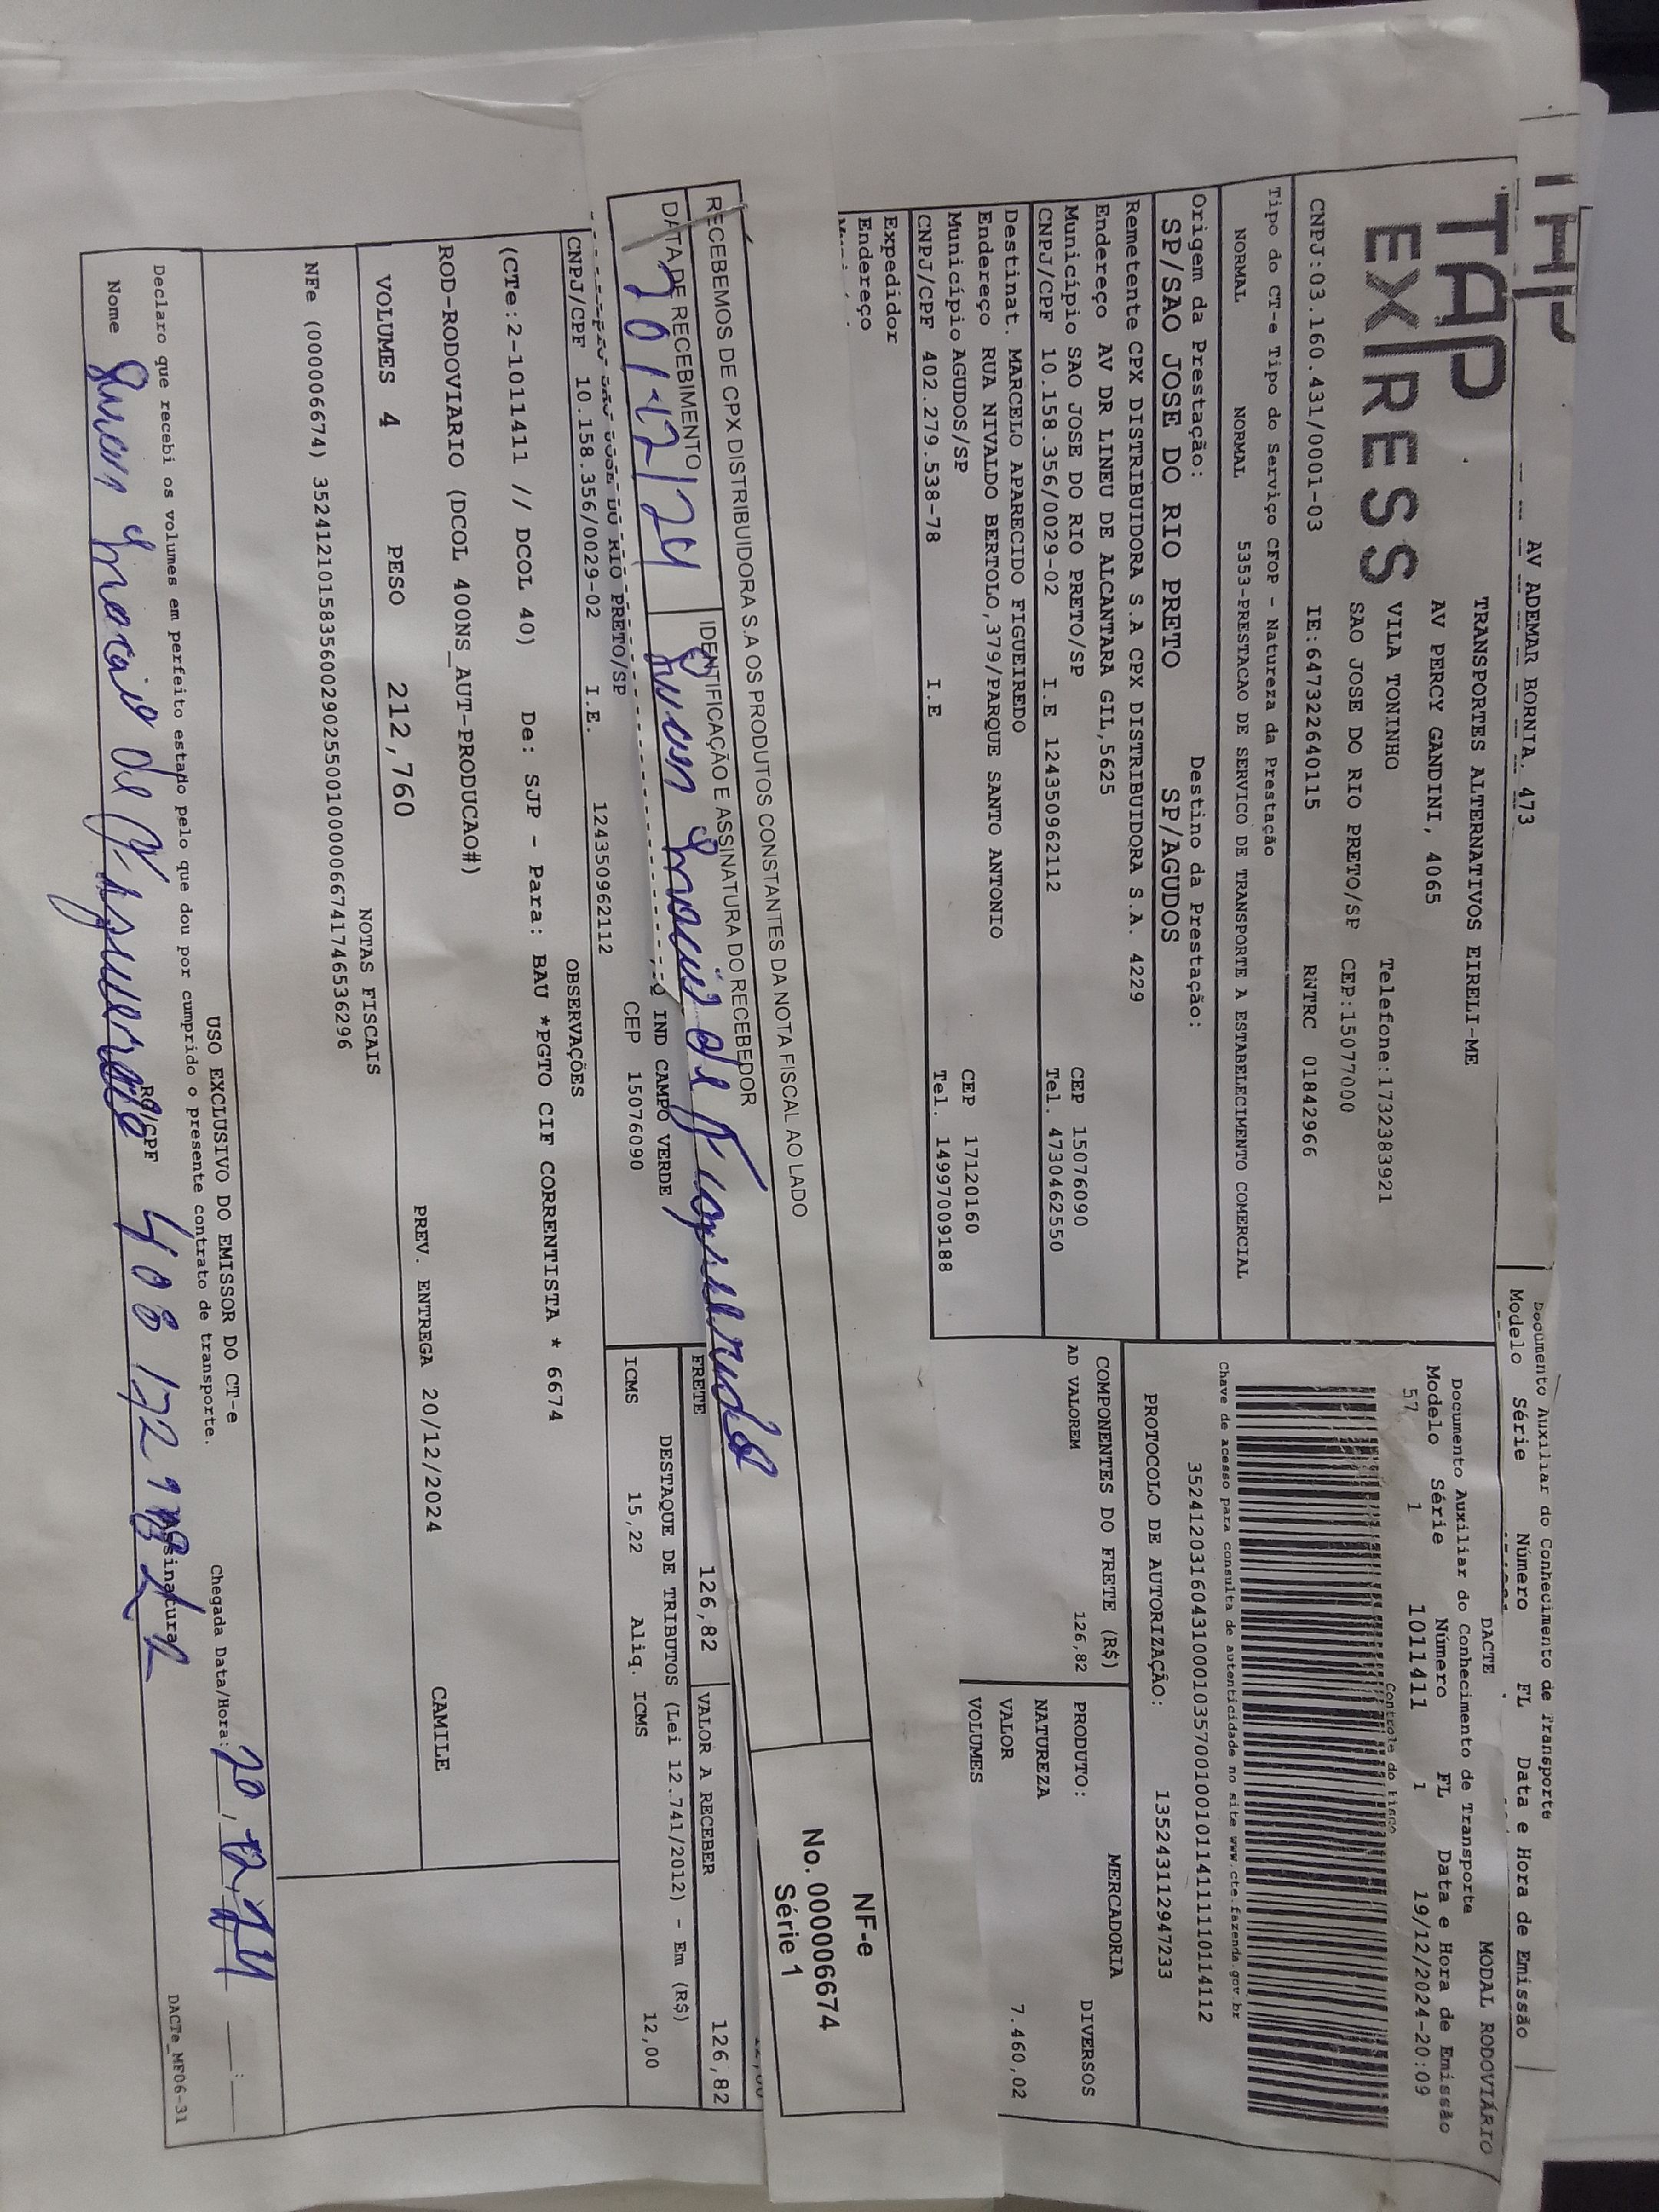 AV ADEMAR BORNIA, 473
Documento Auxiliar do Conhecimento de Transporte
Modelo Série Número FL Data e Hora de Emissão
TAP
EXPRESS
TRANSPORTES ALTERNATIVOS EIRELI-ME
AV PERCY GANDINI, 4065
VILA TONINHO Telefone:1732383921
SAO JOSE DO RIO PRETO/SP CEP:15077000
CNPJ:03.160.431/0001-03 IE:647322640115 RNTRC 01842966
DACTE MODAL RODOVIÁRIO
Documento Auxiliar do Conhecimento de Transporte
Modelo Série Número FL Data e Hora de Emissão
57 1 1011411 1 19/12/2024-20:09
Controle do Fisco
Tipo do CT-e Tipo do Serviço CFOP - Natureza da Prestação
NORMAL NORMAL 5353-PRESTACAO DE SERVICO DE TRANSPORTE A ESTABELECIMENTO COMERCIAL
Chave de acesso para consulta de autenticidade no site www.cte.fazenda.gov.br
35241203160431000103570010010114111110114112
Origem da Prestação: Destino da Prestação:
SP/SAO JOSE DO RIO PRETO SP/AGUDOS
PROTOCOLO DE AUTORIZAÇÃO: 135243112947233
Remetente CPX DISTRIBUIDORA S.A CPX DISTRIBUIDORA S.A. 4229
Endereço AV DR LINEU DE ALCANTARA GIL,5625
Município SAO JOSE DO RIO PRETO/SP CEP 15076090
CNPJ/CPF 10.158.356/0029-02 I.E 124350962112 Tel. 4730462550
Destinat. MARCELO APARECIDO FIGUEIREDO
Endereço RUA NIVALDO BERTOLO,379/PARQUE SANTO ANTONIO
Município AGUDOS/SP CEP 17120160
CNPJ/CPF 402.279.538-78 I.E Tel. 14997009188
Expedidor
Endereço
COMPONENTES DO FRETE (R$)
AD VALOREM 126,82
MERCADORIA
PRODUTO: DIVERSOS
NATUREZA
VALOR 7.460,02
VOLUMES
RECEBEMOS DE CPX DISTRIBUIDORA S.A OS PRODUTOS CONSTANTES DA NOTA FISCAL AO LADO
DATA DE RECEBIMENTO IDENTIFICAÇÃO E ASSINATURA DO RECEBEDOR
20/12/24
NF-e
No. 000006674
Série 1
SAO JOSE DO RIO PRETO/SP
IND CAMPO VERDE
CNPJ/CPF 10.158.356/0029-02 I.E. 124350962112 CEP 15076090
FRETE 126,82 VALOR A RECEBER 126,82
DESTAQUE DE TRIBUTOS (Lei 12.741/2012) - Em (R$)
ICMS 15,22 Aliq. ICMS 12,00
OBSERVAÇÕES
(CTe:2-1011411 // DCOL 40) De: SJP - Para: BAU *PGTO CIF CORRENTISTA * 6674
ROD-RODOVIARIO (DCOL 400NS_AUT-PRODUCAO#)
VOLUMES 4 PESO 212,760 PREV. ENTREGA 20/12/2024 CAMILE
NOTAS FISCAIS
NFe (000006674) 35241210158356002902550010000066741746536296
USO EXCLUSIVO DO EMISSOR DO CT-e
Declaro que recebi os volumes em perfeito estado pelo que dou por cumprido o presente contrato de transporte.
Chegada Data/Hora: 20, 12, 24
Nome RG/CPF Assinatura
DACTe_MF06-31